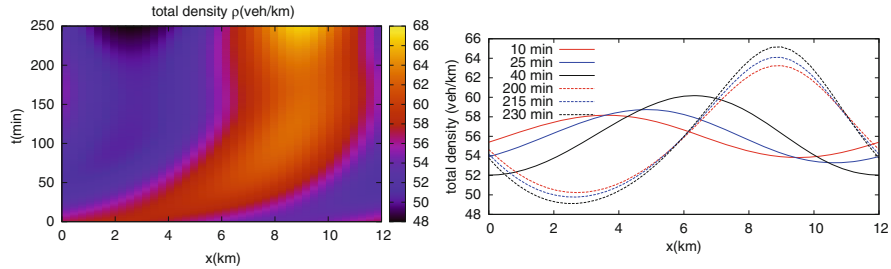 total density ρ(veh/km)
250
200
150
100
50
0
t(min)
0 2 4 6 8 10 12
x(km)
68
66
64
62
60
58
56
54
52
50
48
66
64
62
60
58
56
54
52
50
48
total density (veh/km)
10 min
25 min
40 min
200 min
215 min
230 min
0 2 4 6 8 10 12
x(km)